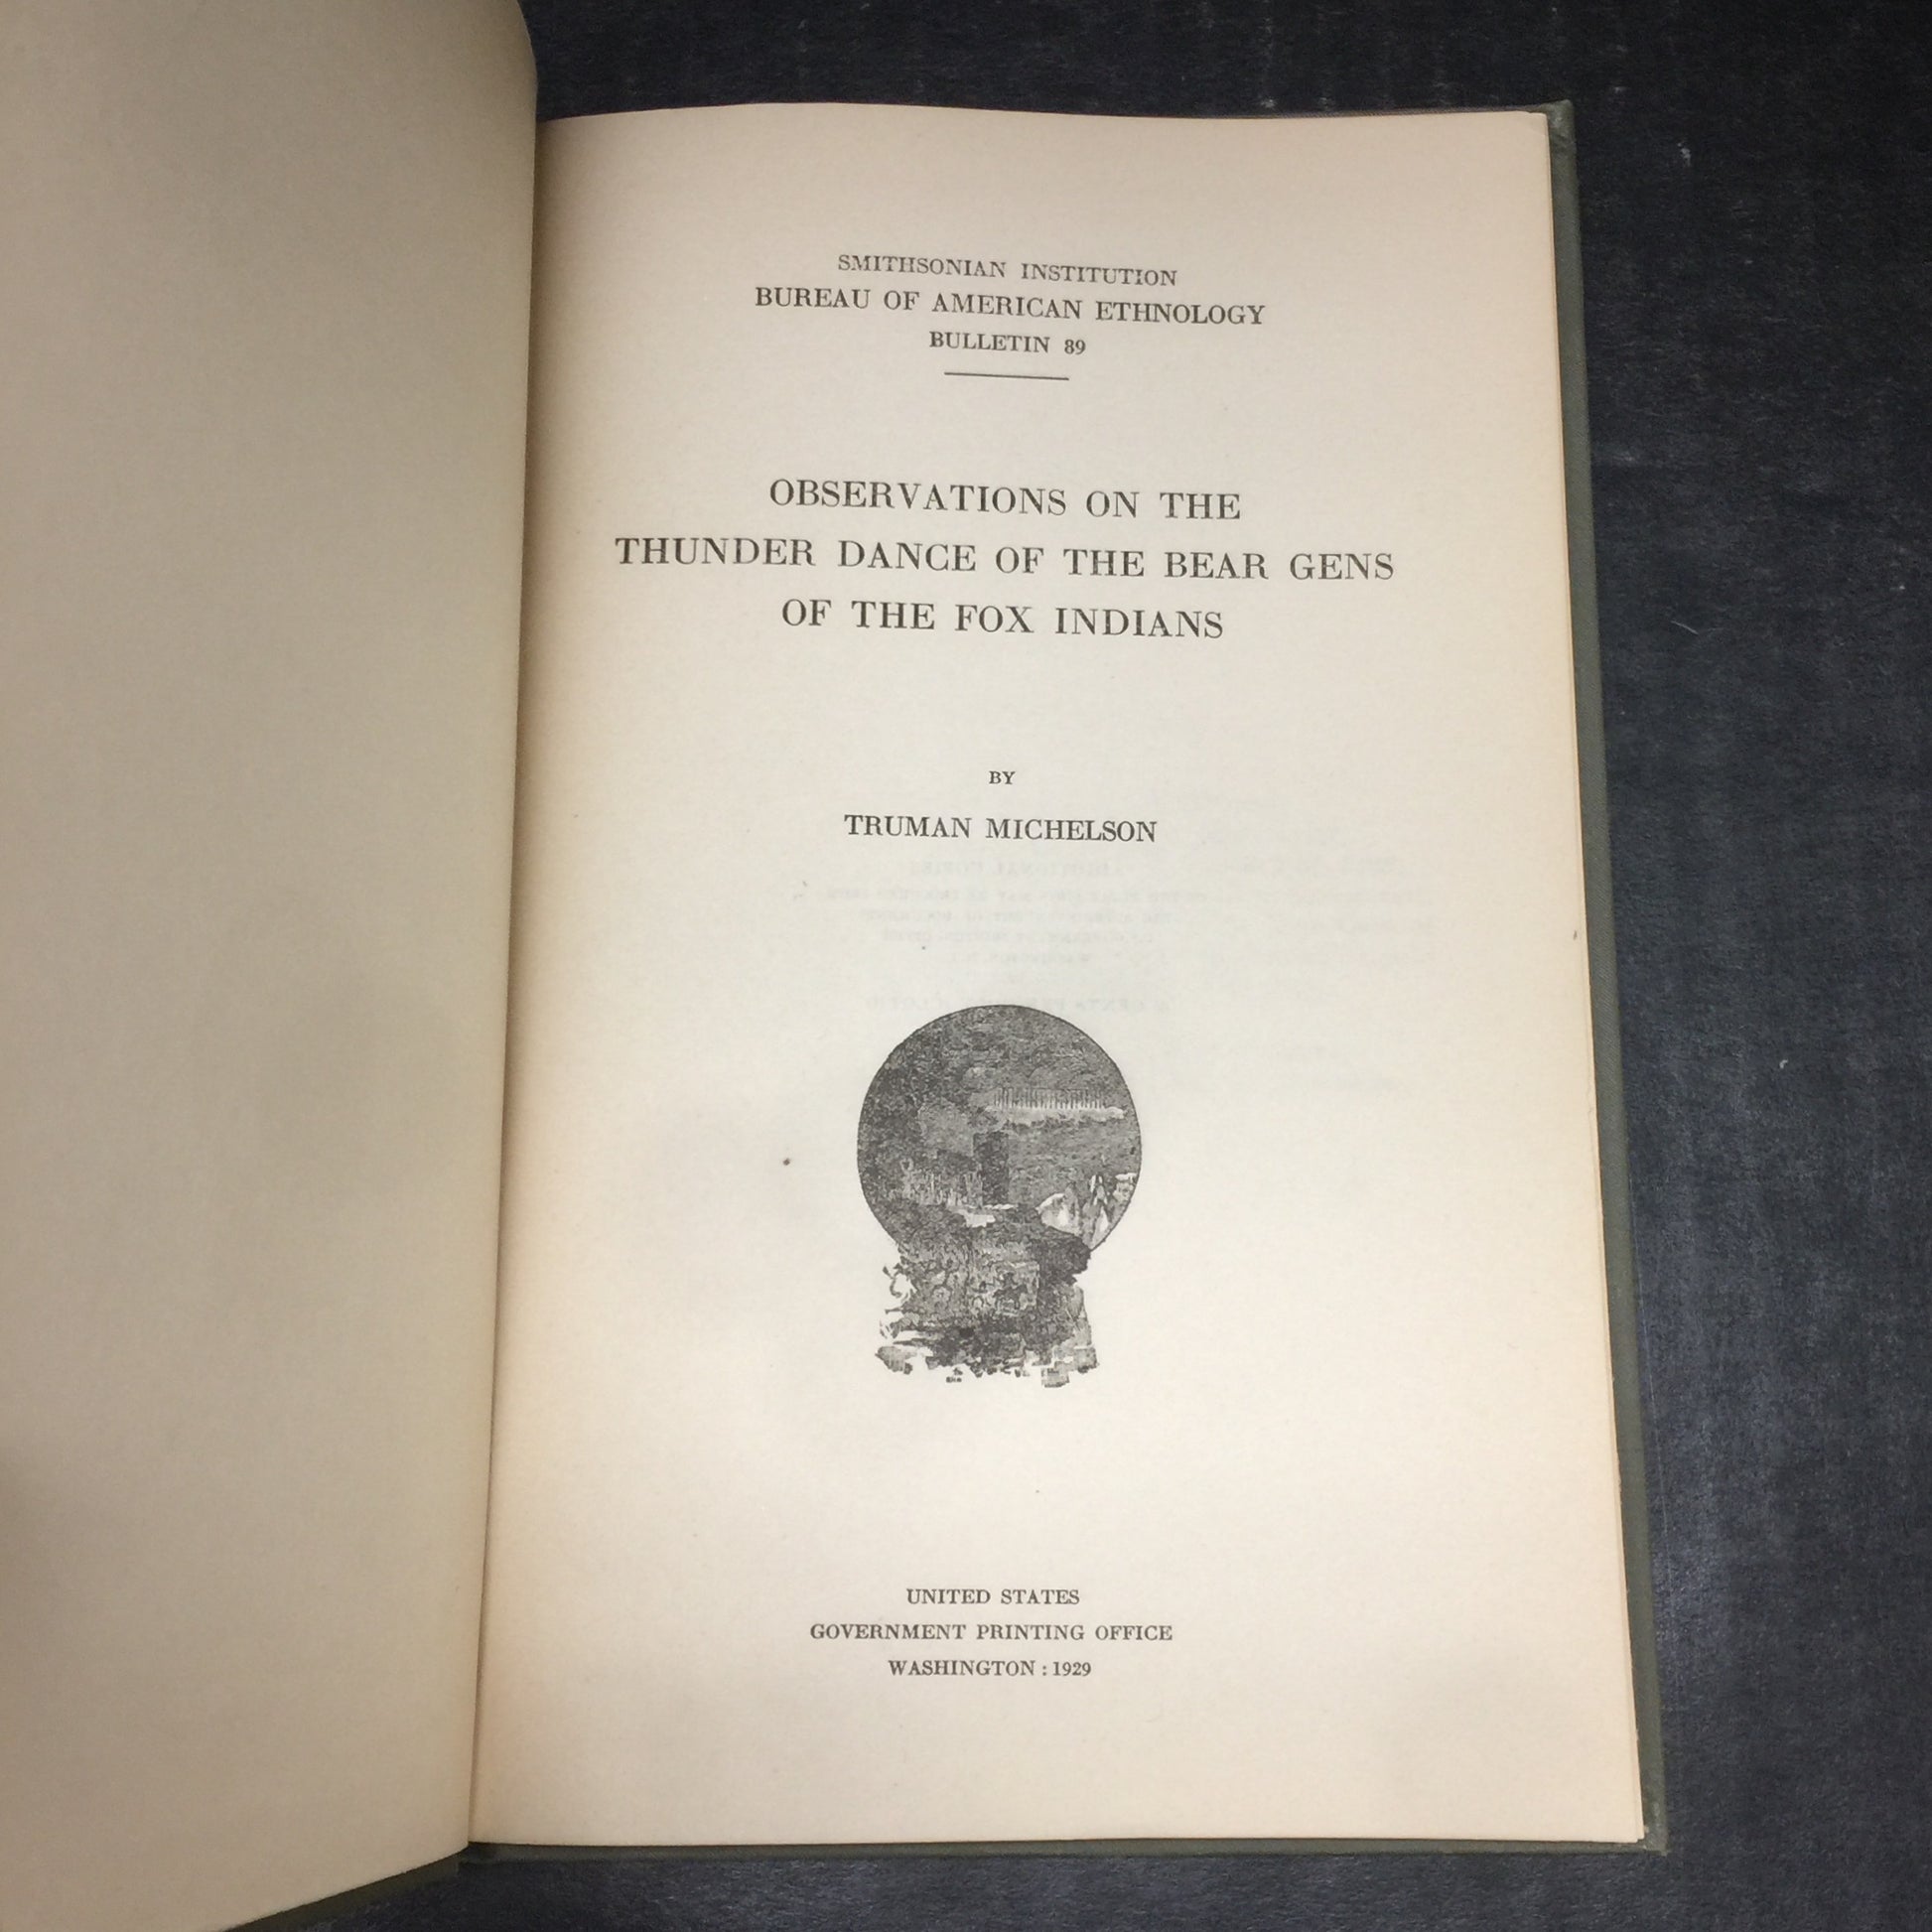 SMITHSONIAN INSTITUTION
BUREAU OF AMERICAN ETHNOLOGY
BULLETIN 89
OBSERVATIONS ON THE
THUNDER DANCE OF THE BEAR GENS
OF THE FOX INDIANS
BY
TRUMAN MICHELSON
UNITED STATES
GOVERNMENT PRINTING OFFICE
WASHINGTON : 1929